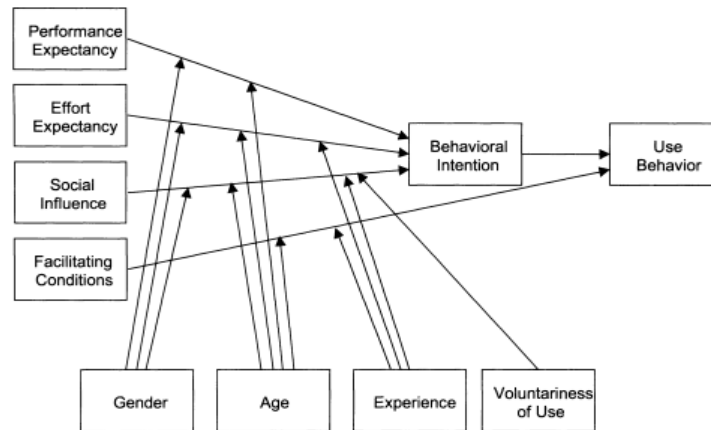 Performance
Expectancy
Effort
Expectancy
Social
Influence
Facilitating
Conditions
Behavioral
Intention
Use
Behavior
Gender
Age
Experience
Voluntariness
of Use